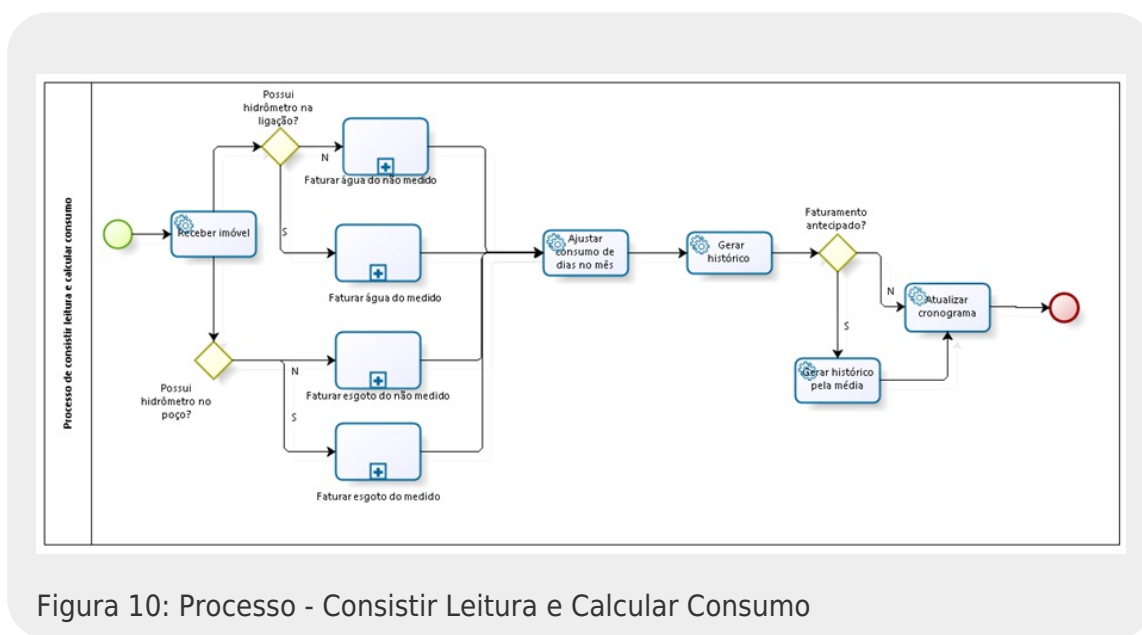 Processo de consistir leitura e calcular consumo
Possui
hidrômetro na
ligação?
N
Faturar água do não medido
S
Receber imóvel
Faturar água do medido
Possui
hidrômetro no
poço?
N
Faturar esgoto do não medido
S
Faturar esgoto do medido
Ajustar
consumo de
dias no mês
Gerar
histórico
Faturamento
antecipado?
N
Atualizar
cronograma
S
Gerar histórico
pela média
Figura 10: Processo - Consistir Leitura e Calcular Consumo